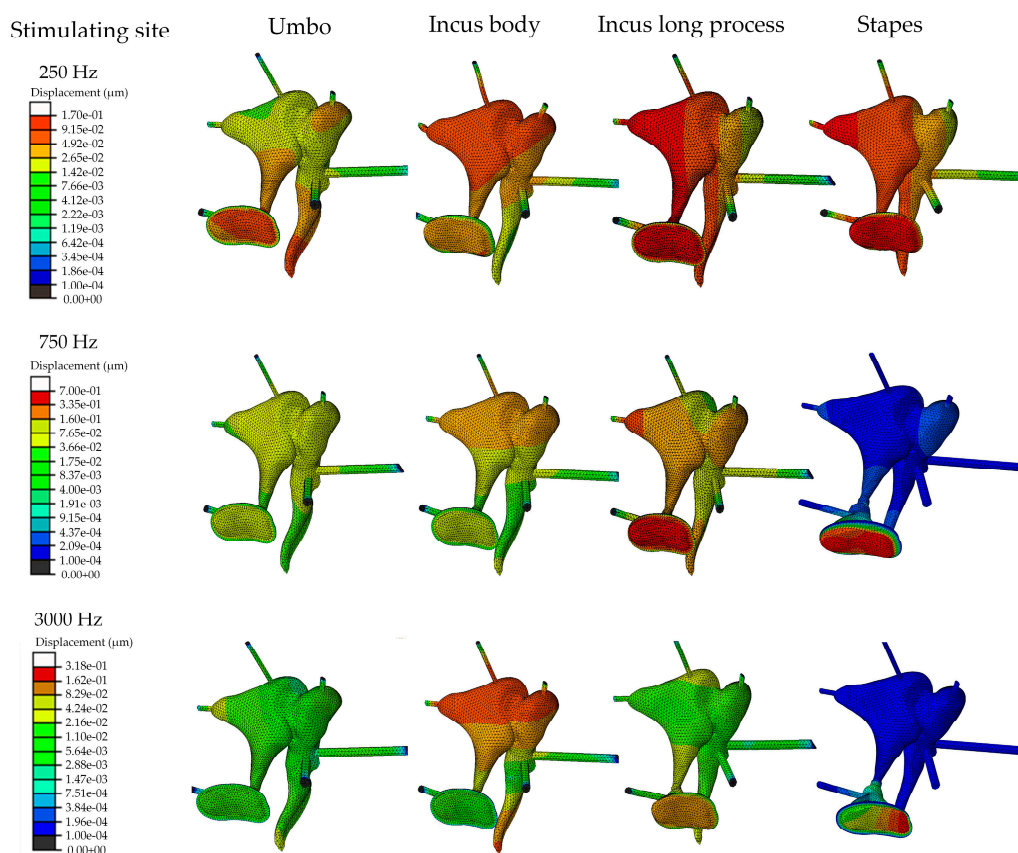 Stimulating site Umbo Incus body Incus long process Stapes
250 Hz
Displacement (μm)
1.70e-01
9.15e-02
4.92e-02
2.65e-02
1.42e-02
7.66e-03
4.12e-03
2.22e-03
1.19e-03
6.42e-04
3.45e-04
1.86e-04
1.00e-04
0.00+00
750 Hz
Displacement (μm)
7.00e-01
3.35e-01
1.60e-01
7.65e-02
3.66e-02
1.75e-02
8.37e-03
4.00e-03
1.91e-03
9.15e-04
4.37e-04
2.09e-04
1.00e-04
0.00+00
3000 Hz
Displacement (μm)
3.18e-01
1.62e-01
8.29e-02
4.24e-02
2.16e-02
1.10e-02
5.64e-03
2.88e-03
1.47e-03
7.51e-04
3.84e-04
1.96e-04
1.00e-04
0.00+00